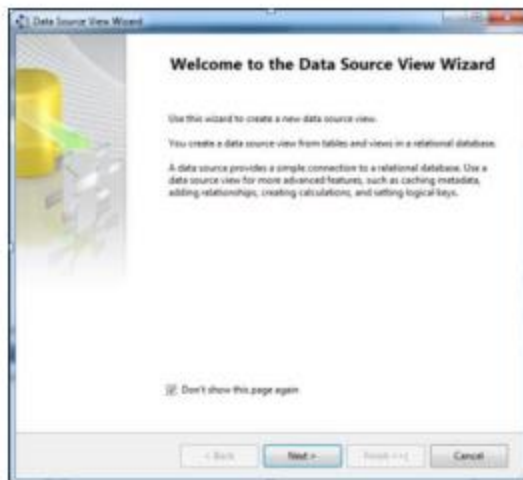 Data Source View Wizard
Welcome to the Data Source View Wizard
Use this wizard to create a new data source view.
You create a data source view from tables and views in a relational database.
A data source provides a simple connection to a relational database. Use a
data source view for more advanced features, such as caching metadata,
adding relationships, creating calculations, and setting logical keys.
Don't show this page again
< Back Next > Finish >>| Cancel